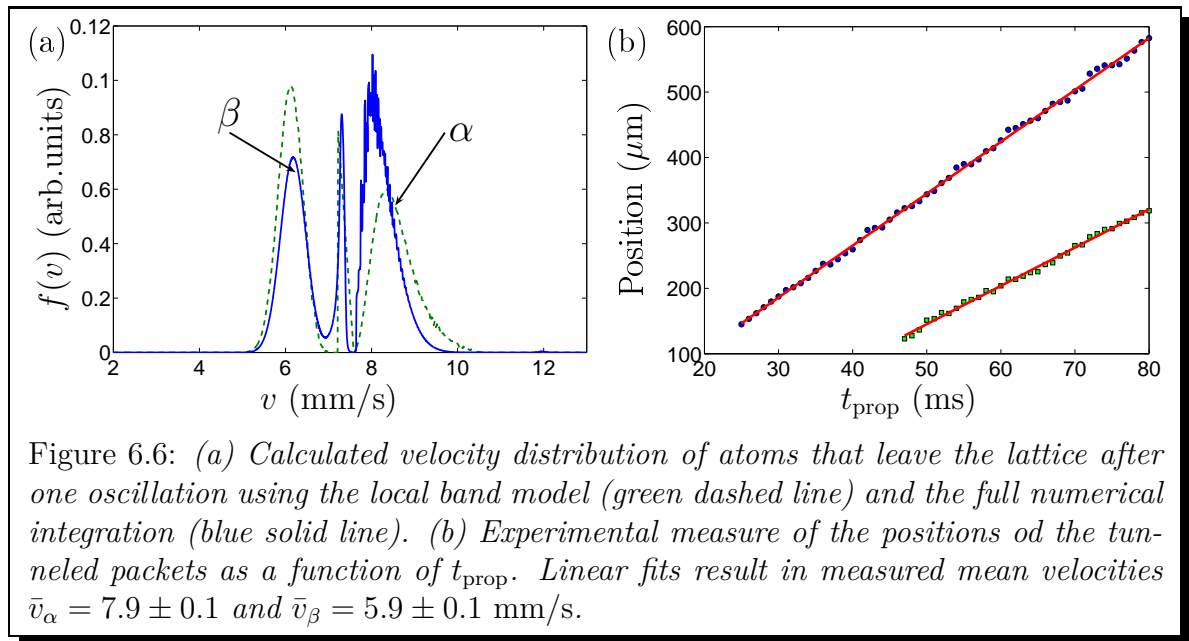 (a)
0.12
0.1
0.8
0.6
0.4
0.2
0
f(v) (arb.units)
β
α
2
4
6
8
10
12
v (mm/s)
(b)
600
500
400
300
200
100
Position (μm)
20
30
40
50
60
70
80
t_prop (ms)
Figure 6.6: (a) Calculated velocity distribution of atoms that leave the lattice after
one oscillation using the local band model (green dashed line) and the full numerical
integration (blue solid line). (b) Experimental measure of the positions od the tun-
neled packets as a function of t_prop. Linear fits result in measured mean velocities
v̄_α = 7.9 ± 0.1 and v̄_β = 5.9 ± 0.1 mm/s.